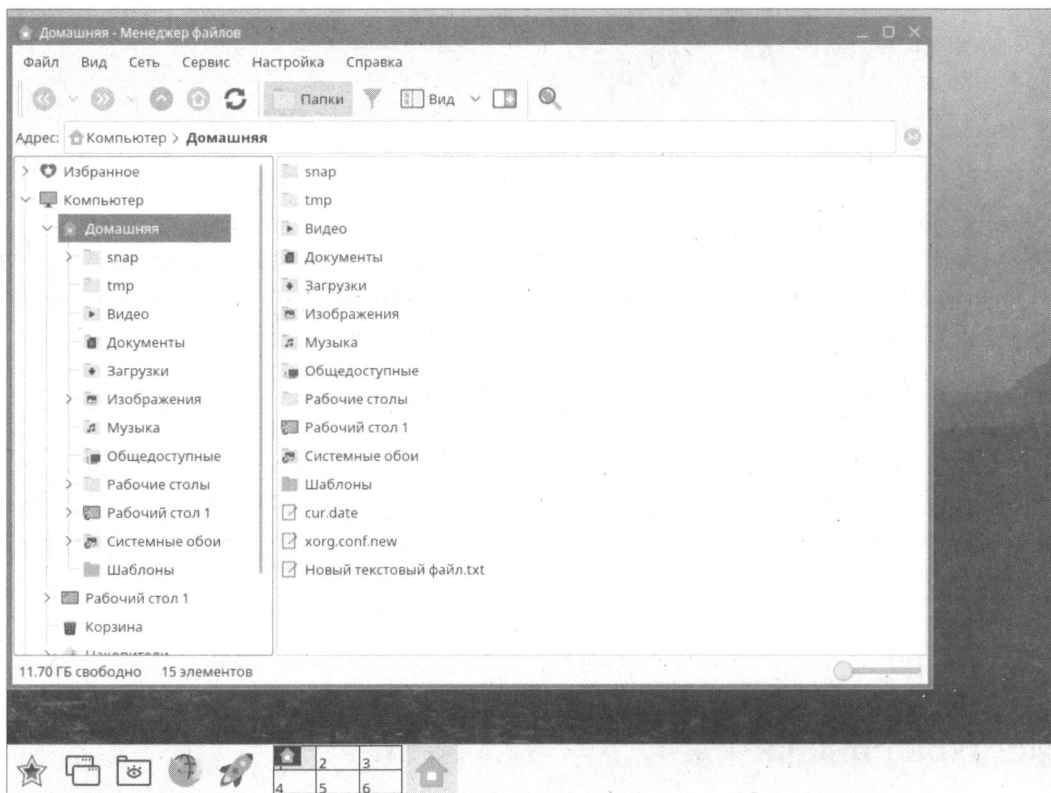 Домашняя - Менеджер файлов
Файл Вид Сеть Сервис Настройка Справка
Папки Вид
Адрес: Компьютер > Домашняя
Избранное
Компьютер
Домашняя
snap
tmp
Видео
Документы
Загрузки
Изображения
Музыка
Общедоступные
Рабочие столы
Рабочий стол 1
Системные обои
Шаблоны
Рабочий стол 1
Корзина
Накопители
snap
tmp
Видео
Документы
Загрузки
Изображения
Музыка
Общедоступные
Рабочие столы
Рабочий стол 1
Системные обои
Шаблоны
cur.date
xorg.conf.new
Новый текстовый файл.txt
11.70 ГБ свободно 15 элементов
1 2 3
4 5 6